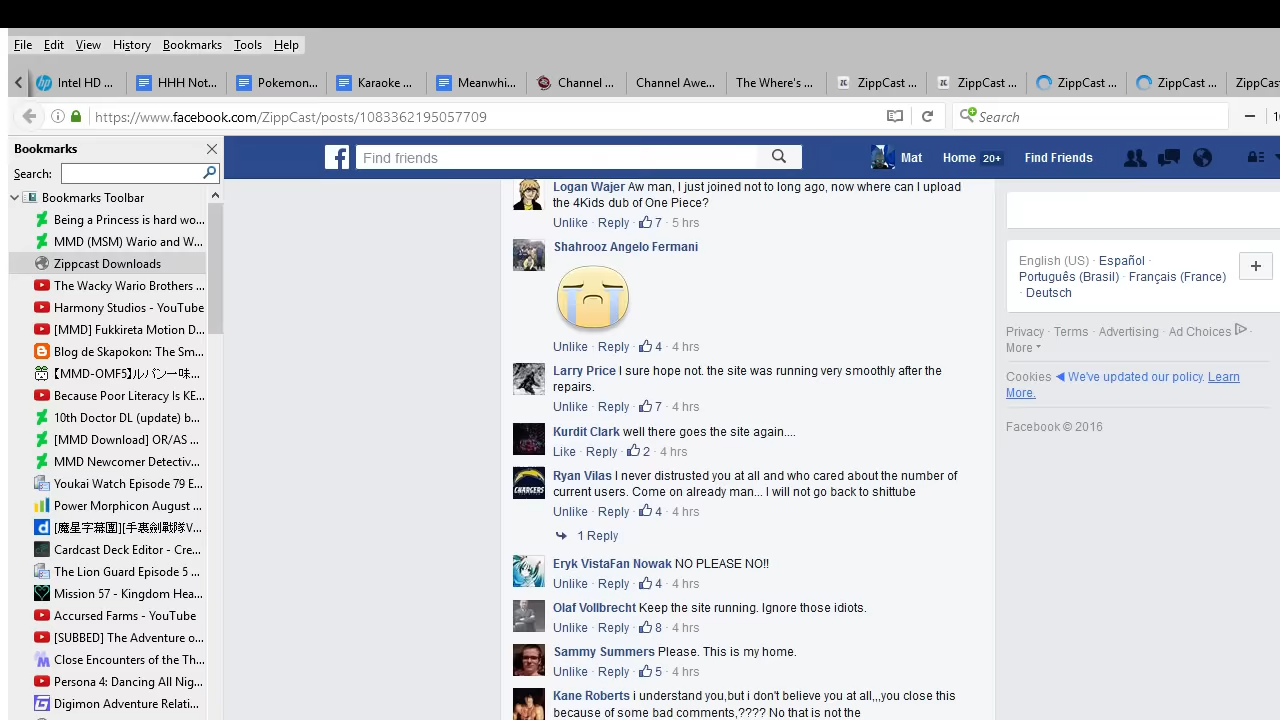 File Edit View History Bookmarks Tools Help
Intel HD ... HHH Not... Pokemon... Karaoke ... Meanwhi... Channel ... Channel Awe... The Where's ... ZippCast ... ZippCast ... ZippCast ... ZippCast ... ZippCast
https://www.facebook.com/ZippCast/posts/1083362195057709
Search
Bookmarks
Search:
Bookmarks Toolbar
Being a Princess is hard wo...
MMD (MSM) Wario and W...
Zippcast Downloads
The Wacky Wario Brothers ...
Harmony Studios - YouTube
[MMD] Fukkireta Motion D...
Blog de Skapokon: The Sm...
【MMD-OMF5】ルパン一味...
Because Poor Literacy Is KE...
10th Doctor DL (update) b...
[MMD Download] OR/AS ...
MMD Newcomer Detectiv...
Youkai Watch Episode 79 E...
Power Morphicon August ...
[魔星字幕團][手裏劍戰隊V...
Cardcast Deck Editor - Cre...
The Lion Guard Episode 5 ...
Mission 57 - Kingdom Hea...
Accursed Farms - YouTube
[SUBBED] The Adventure o...
Close Encounters of the Th...
Persona 4: Dancing All Nig...
Digimon Adventure Relati...
Find friends
Mat Home 20+ Find Friends
Logan Wajer Aw man, I just joined not to long ago, now where can I upload
the 4Kids dub of One Piece?
Unlike · Reply · 7 · 5 hrs
Shahrooz Angelo Fermani
Unlike · Reply · 4 · 4 hrs
Larry Price I sure hope not. the site was running very smoothly after the
repairs.
Unlike · Reply · 7 · 4 hrs
Kurdit Clark well there goes the site again....
Like · Reply · 2 · 4 hrs
Ryan Vilas I never distrusted you at all and who cared about the number of
current users. Come on already man... I will not go back to shittube
Unlike · Reply · 4 · 4 hrs
1 Reply
Eryk VistaFan Nowak NO PLEASE NO!!
Unlike · Reply · 4 · 4 hrs
Olaf Vollbrecht Keep the site running. Ignore those idiots.
Unlike · Reply · 8 · 4 hrs
Sammy Summers Please. This is my home.
Unlike · Reply · 5 · 4 hrs
Kane Roberts i understand you,but i don't believe you at all,,,you close this
because of some bad comments,???? No that is not the
English (US) · Español ·
Português (Brasil) · Français (France)
· Deutsch
Privacy · Terms · Advertising · Ad Choices ·
More
Cookies We've updated our policy. Learn
More.
Facebook © 2016
CHARGERS